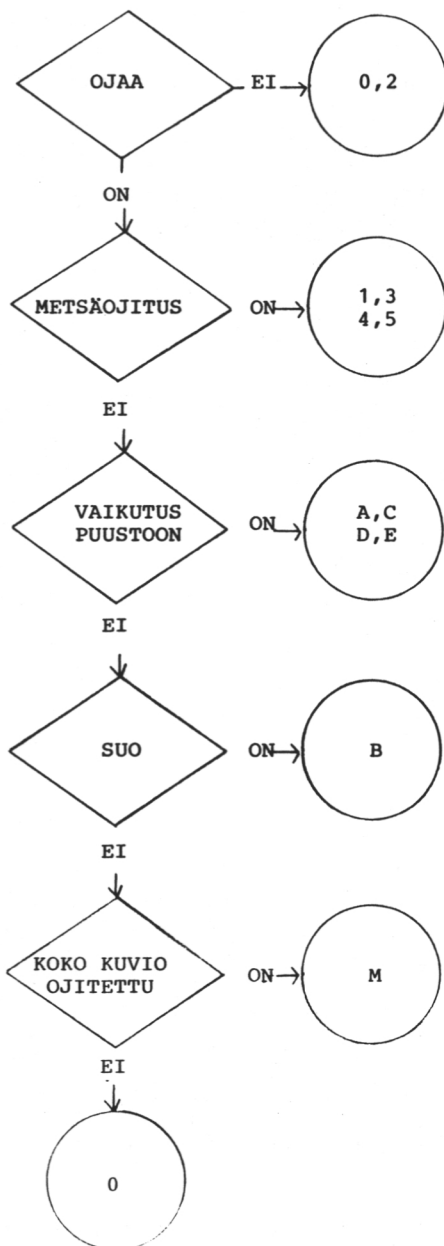 OJAA
EI
0,2
ON
METSÄOJITUS
ON
1,3
4,5
EI
VAIKUTUS
PUUSTOON
ON
A,C
D,E
EI
SUO
ON
B
EI
KOKO KUVIO
OJITETTU
ON
M
EI
0